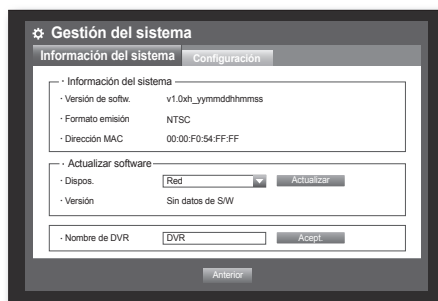 Gestión del sistema
Información del sistema Configuración
· Información del sistema
· Versión de softw. v1.0xh_yymmddhhmmss
· Formato emisión NTSC
· Dirección MAC 00:00:F0:54:FF:FF
· Actualizar software
· Dispos. Red Actualizar
· Versión Sin datos de S/W
· Nombre de DVR DVR Acept.
Anterior